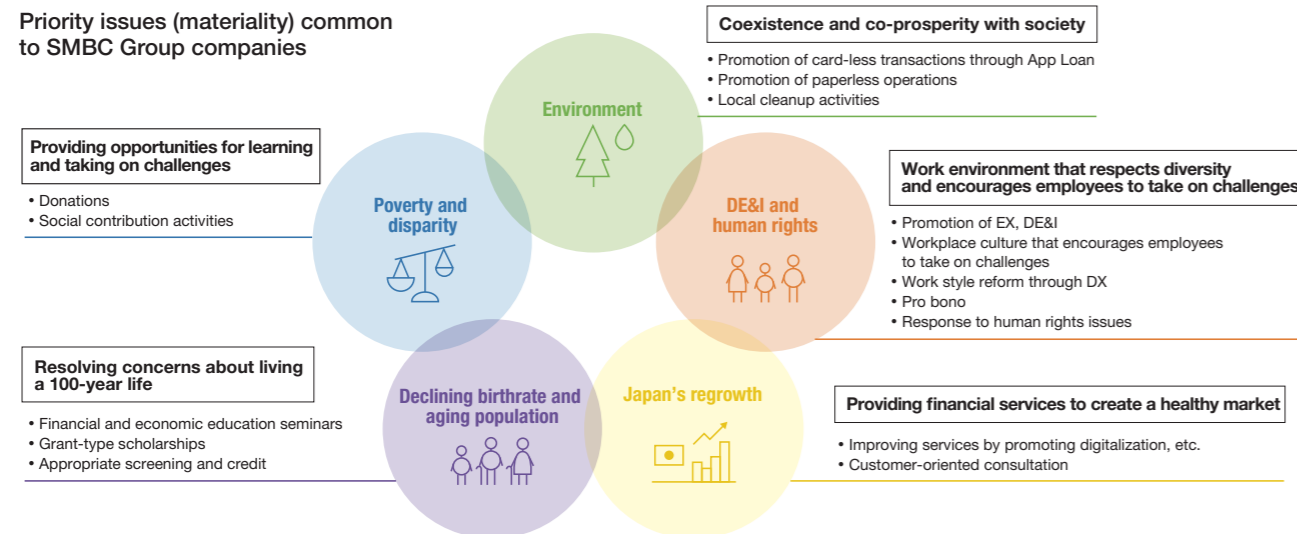 Priority issues (materiality) common
to SMBC Group companies
Coexistence and co-prosperity with society
• Promotion of card-less transactions through App Loan
• Promotion of paperless operations
• Local cleanup activities
Environment
Providing opportunities for learning
and taking on challenges
• Donations
• Social contribution activities
Poverty and
disparity
DE&I and
human rights
Work environment that respects diversity
and encourages employees to take on challenges
• Promotion of EX, DE&I
• Workplace culture that encourages employees
to take on challenges
• Work style reform through DX
• Pro bono
• Response to human rights issues
Resolving concerns about living
a 100-year life
• Financial and economic education seminars
• Grant-type scholarships
• Appropriate screening and credit
Declining birthrate and
aging population
Japan's regrowth
Providing financial services to create a healthy market
• Improving services by promoting digitalization, etc.
• Customer-oriented consultation